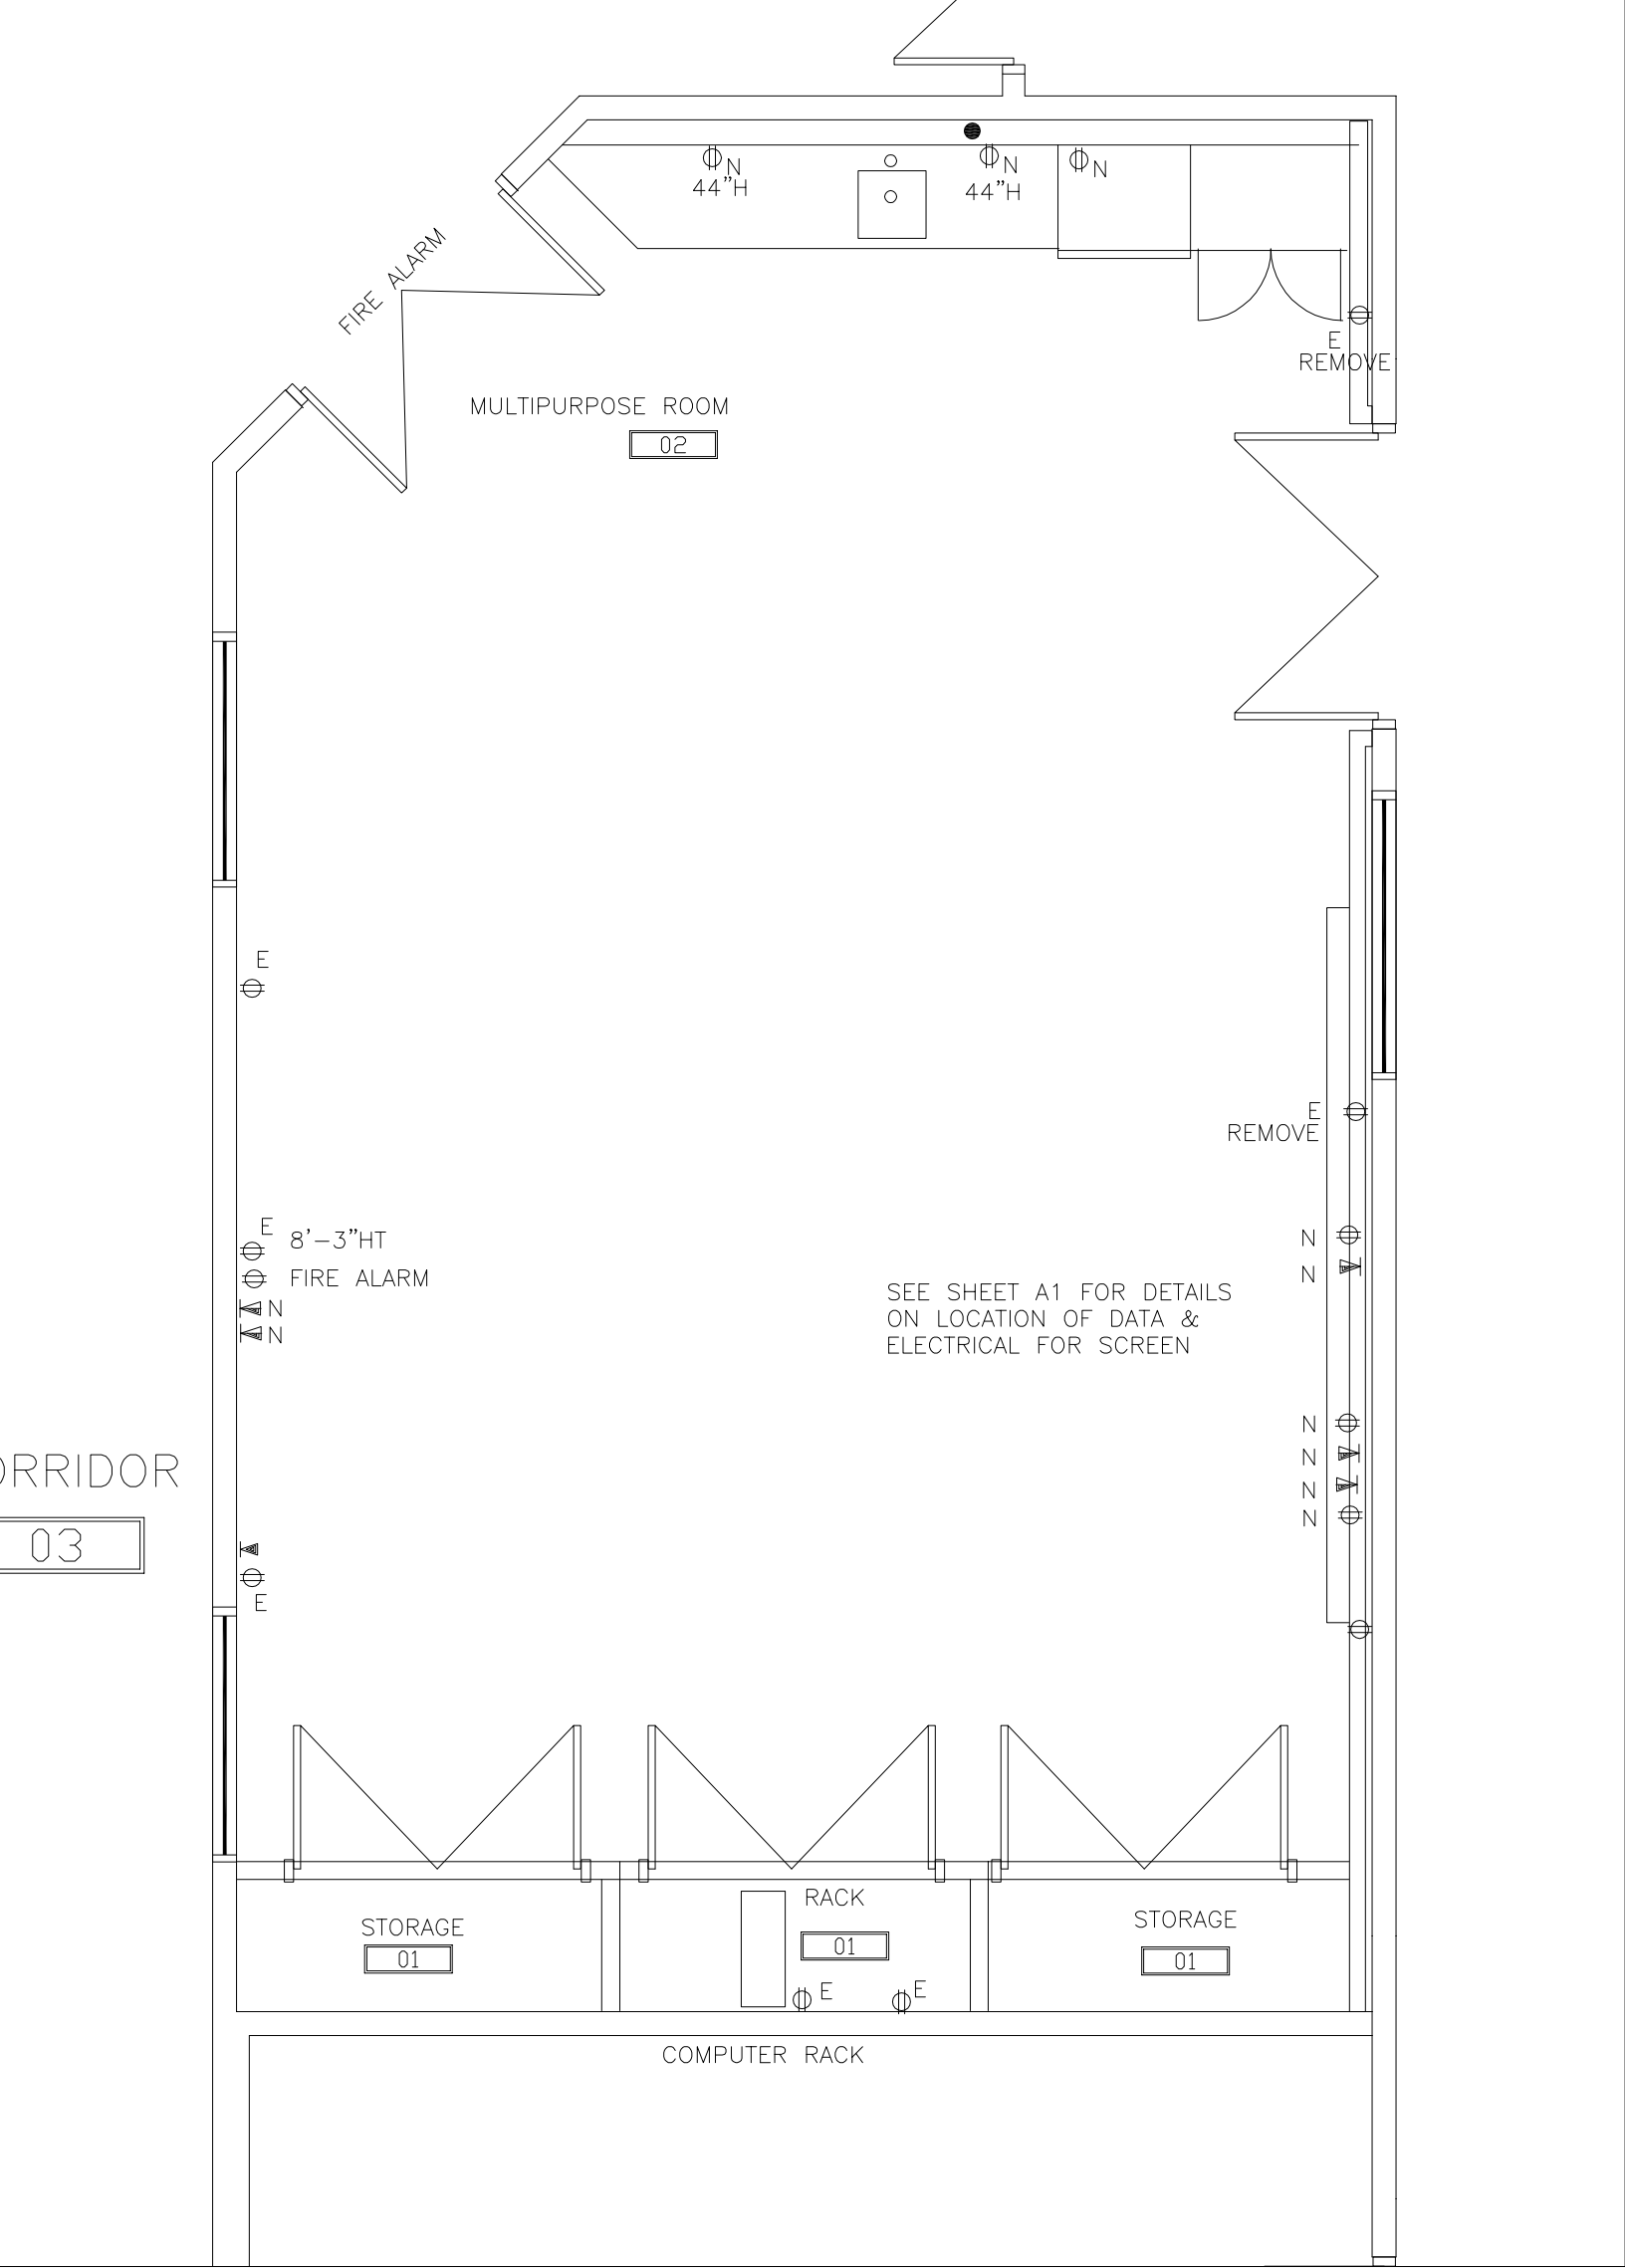 N
44"H
N
44"H
N
FIRE ALARM
E
REMOVE
MULTIPURPOSE ROOM
02
E
E
REMOVE
E
8'-3"HT
FIRE ALARM
N
N
N
N
SEE SHEET A1 FOR DETAILS
ON LOCATION OF DATA &
ELECTRICAL FOR SCREEN
N
N
N
N
ORRIDOR
03
E
STORAGE
01
RACK
01
STORAGE
01
E
E
COMPUTER RACK